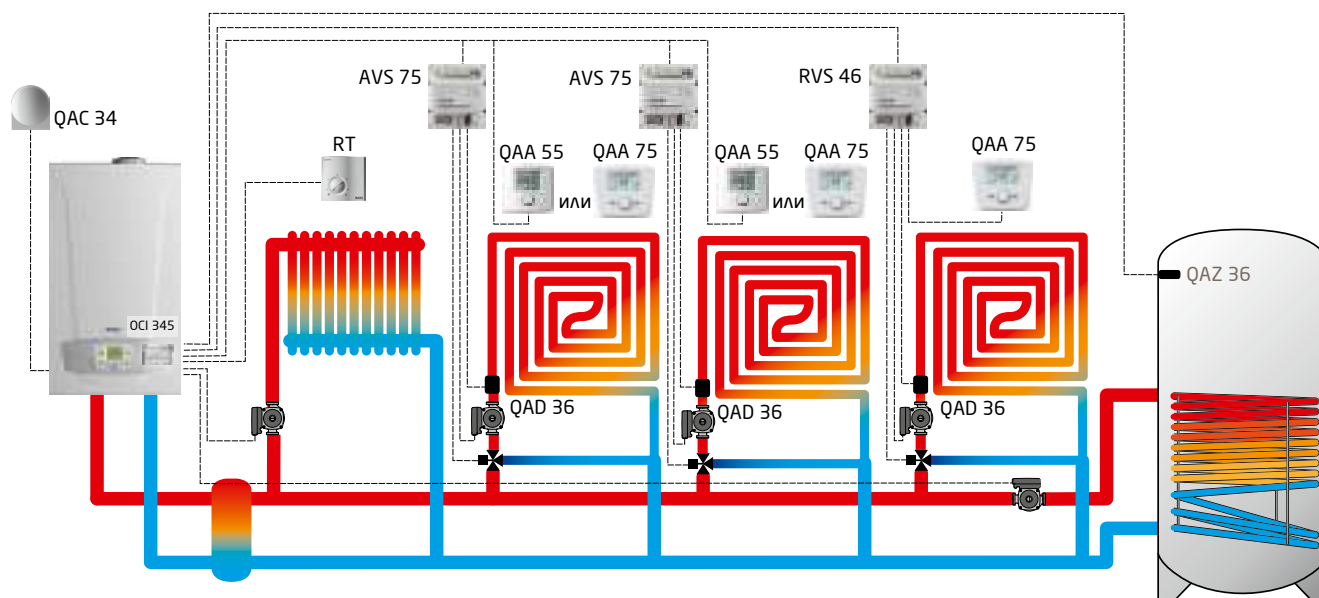 AVS 75
AVS 75
RVS 46
QAC 34
RT
QAA 55
QAA 75
QAA 55
QAA 75
QAA 75
или
или
QAZ 36
OCI 345
QAD 36
QAD 36
QAD 36